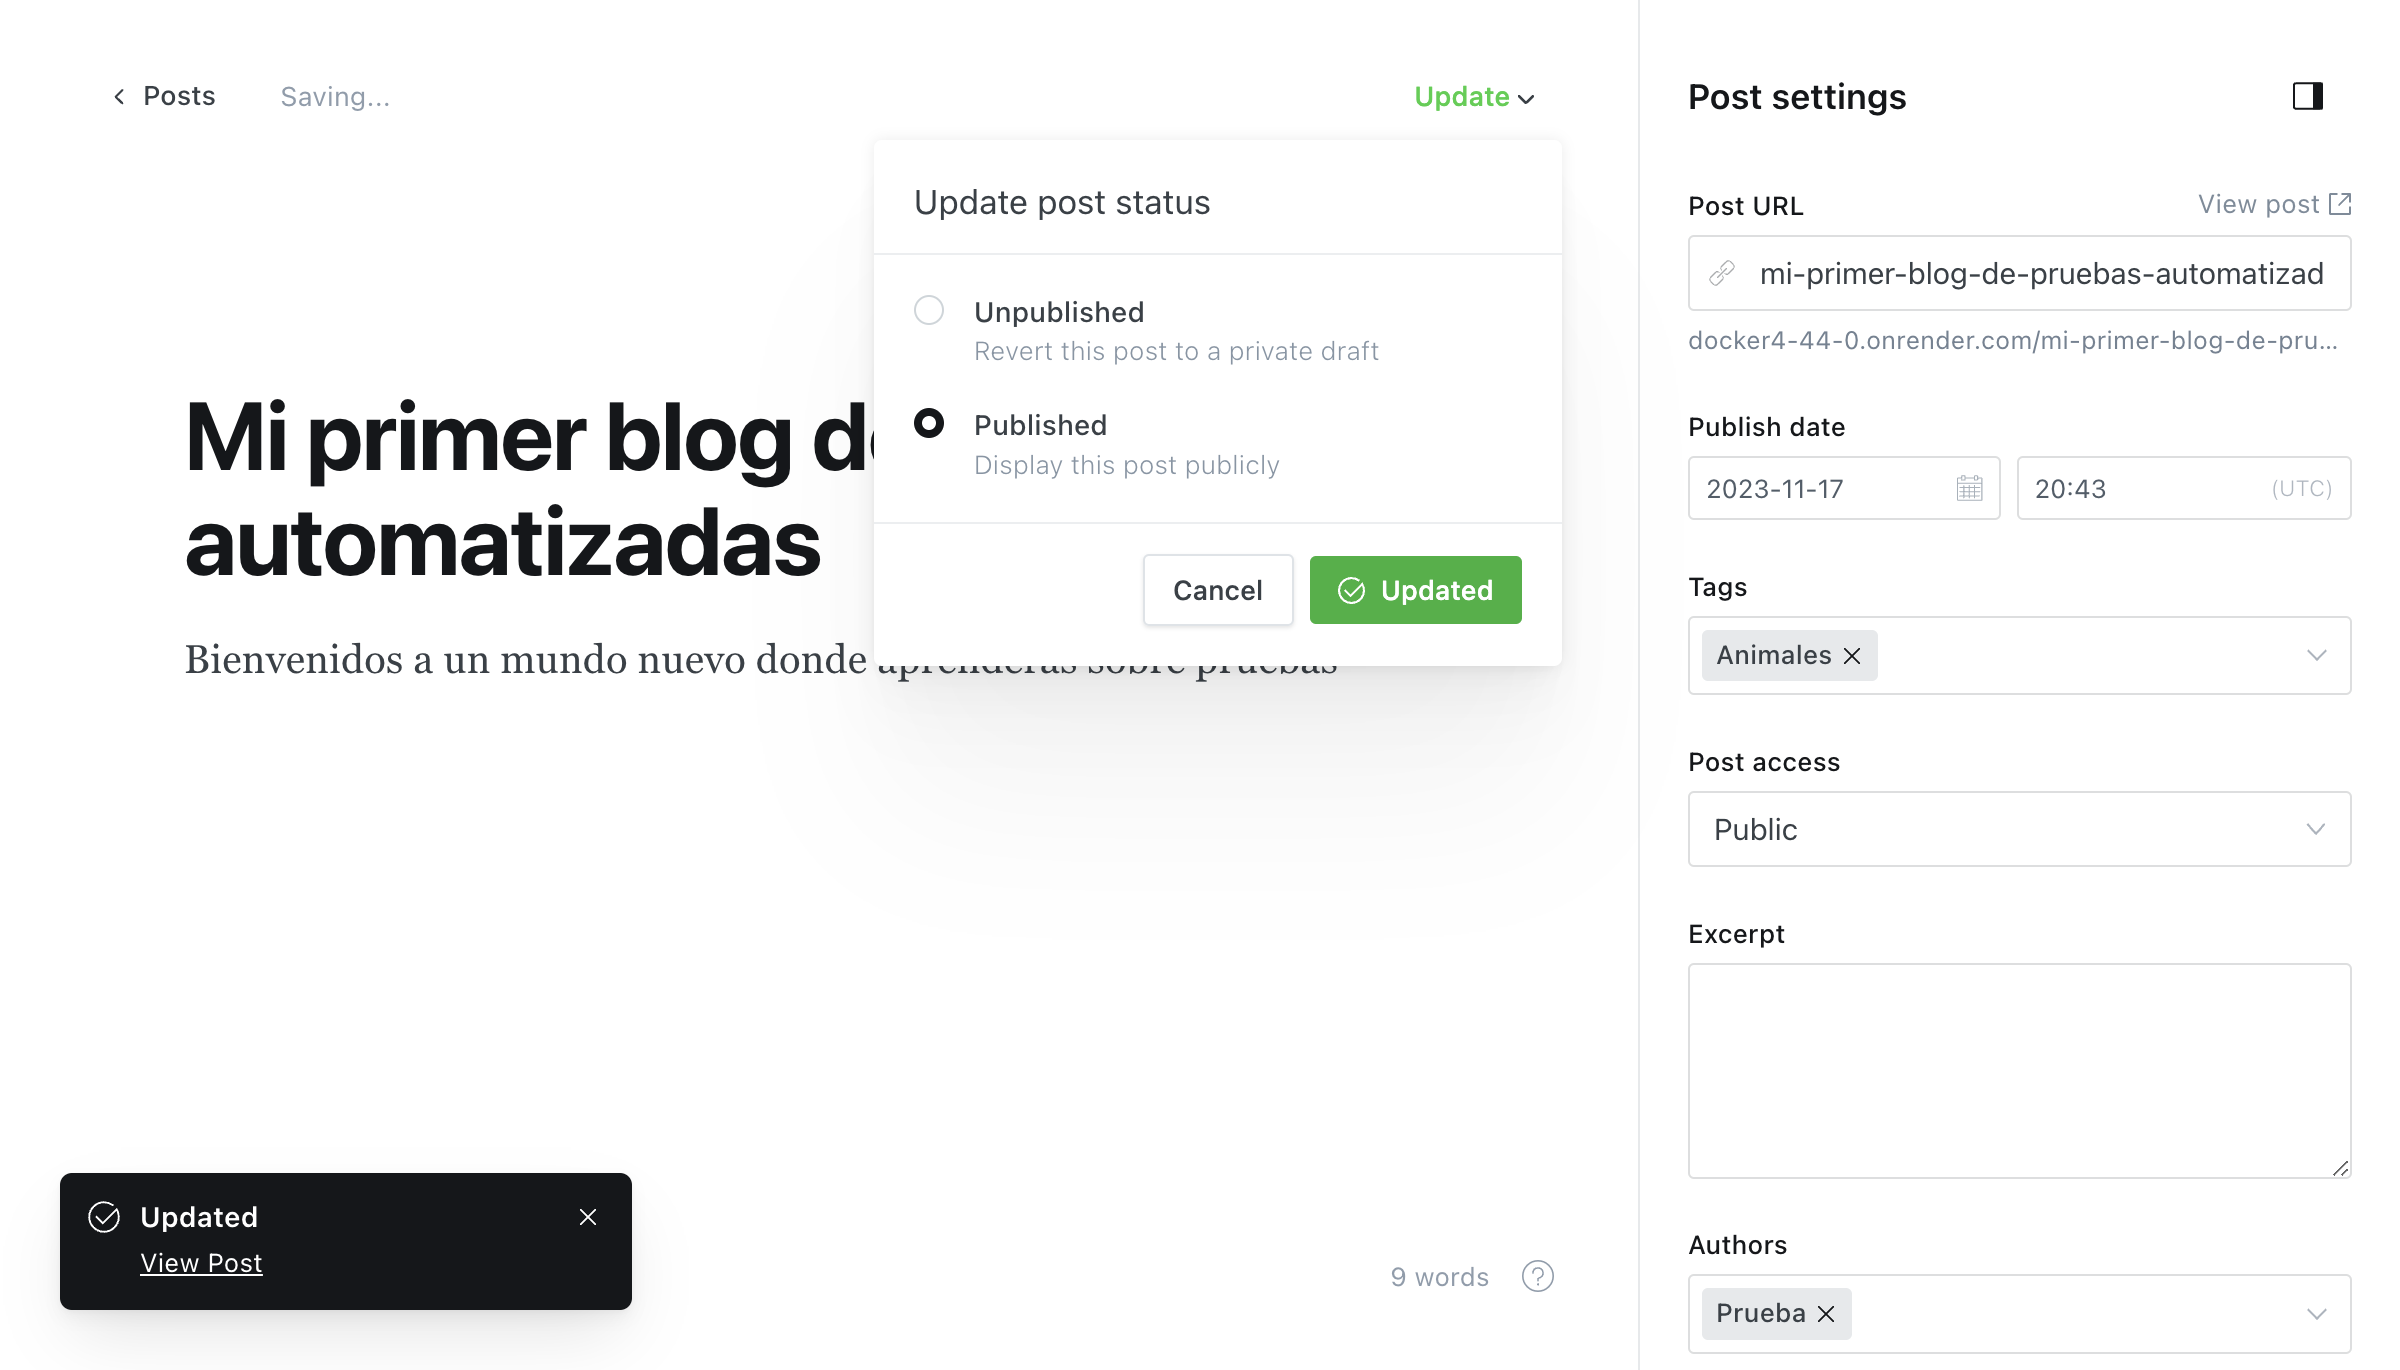 Posts
Saving...
Update
Update post status
Unpublished
Revert this post to a private draft
Published
Display this post publicly
Cancel
Updated
Mi primer blog d
automatizadas
Bienvenidos a un mundo nuevo donde aprenderas sobre pruebas
Updated
View Post
9 words
?
Post settings
Post URL
View post
mi-primer-blog-de-pruebas-automatizad
docker4-44-0.onrender.com/mi-primer-blog-de-pru...
Publish date
2023-11-17
20:43 (UTC)
Tags
Animales
Post access
Public
Excerpt
Authors
Prueba